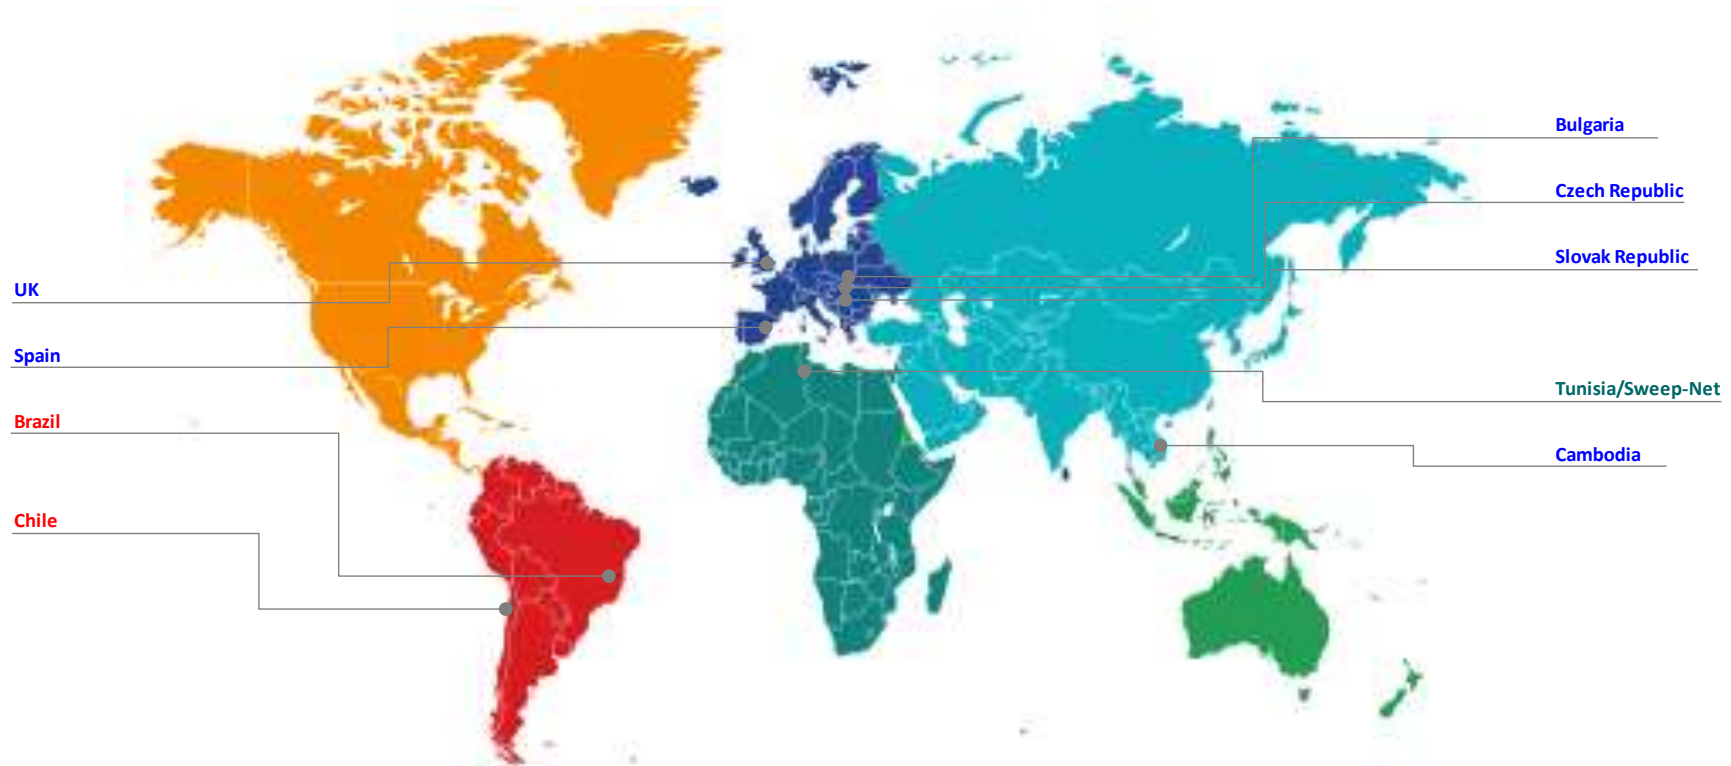 UK
Spain
Brazil
Chile
Bulgaria
Czech Republic
Slovak Republic
Tunisia/Sweep-Net
Cambodia